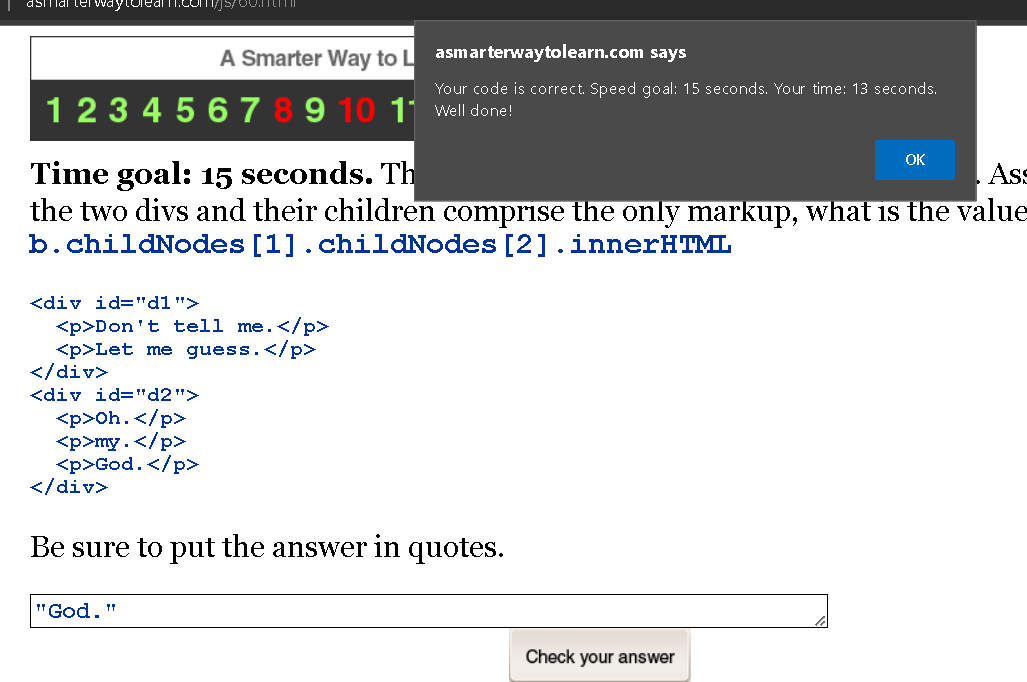 asmarterwaytolearn.com/js/60.html
A Smarter Way to L
asmarterwaytolearn.com says
Your code is correct. Speed goal: 15 seconds. Your time: 13 seconds.
Well done!
OK
1 2 3 4 5 6 7 8 9 10 11
Time goal: 15 seconds. Th . Ass
the two divs and their children comprise the only markup, what is the value
b.childNodes[1].childNodes[2].innerHTML
<div id="d1">
<p>Don't tell me.</p>
<p>Let me guess.</p>
</div>
<div id="d2">
<p>Oh.</p>
<p>my.</p>
<p>God.</p>
</div>
Be sure to put the answer in quotes.
"God."
Check your answer